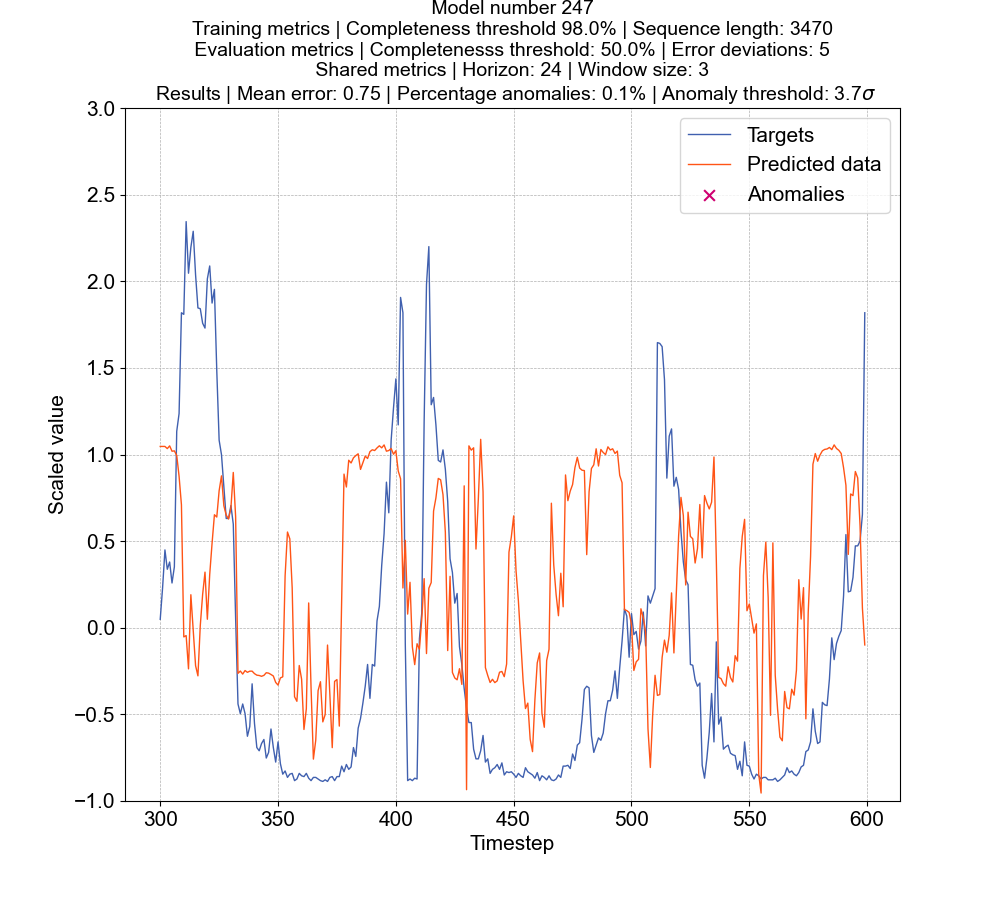 Model number 247
Training metrics | Completeness threshold 98.0% | Sequence length: 3470
Evaluation metrics | Completenesss threshold: 50.0% | Error deviations: 5
Shared metrics | Horizon: 24 | Window size: 3
Results | Mean error: 0.75 | Percentage anomalies: 0.1% | Anomaly threshold: 3.7σ
3.0
2.5
2.0
1.5
1.0
0.5
0.0
−0.5
−1.0
Scaled value
Targets
Predicted data
Anomalies
300 350 400 450 500 550 600
Timestep